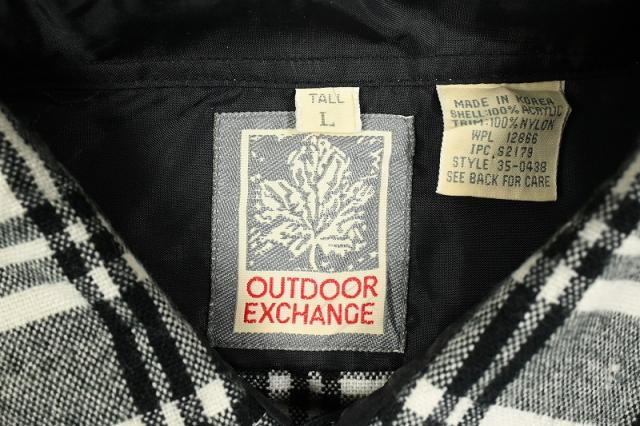 TALL
L
OUTDOOR
EXCHANGE
MADE IN KOREA
SHELL:100% ACRYLIC
TRIM:100% NYLON
WPL 12866
IPC, S2179
STYLE 35-0438
SEE BACK FOR CARE